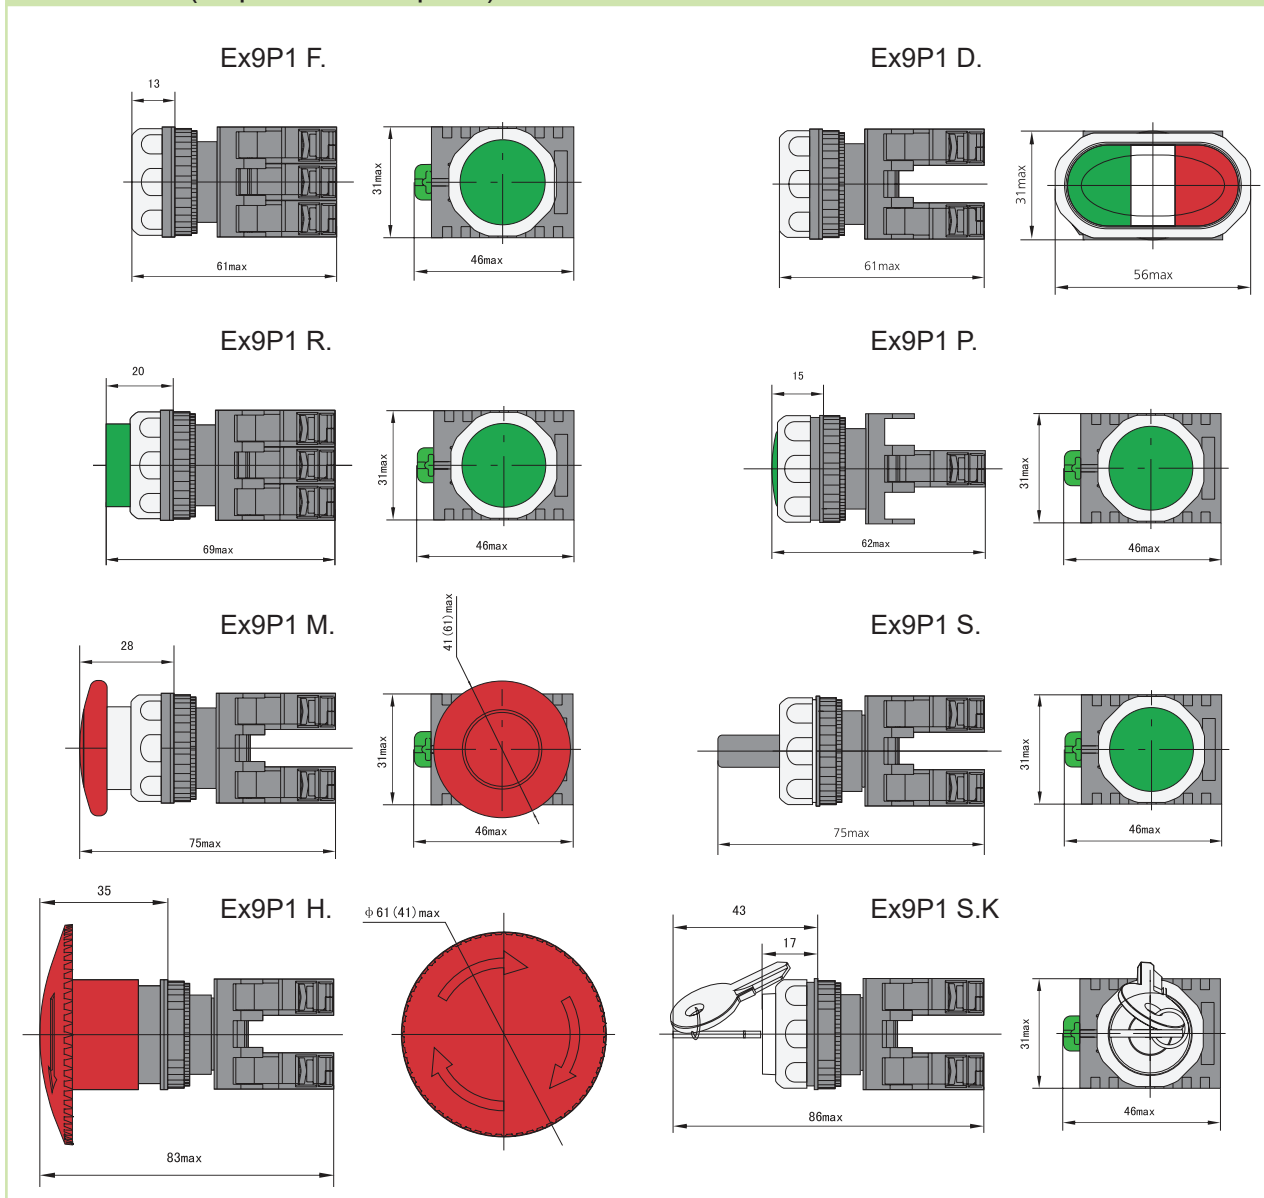 Ex9P1 F.
13
61max
31max
46max
Ex9P1 D.
61max
31max
56max
Ex9P1 R.
20
69max
31max
46max
Ex9P1 P.
15
62max
31max
46max
Ex9P1 M.
28
75max
31max
41(61)max
46max
Ex9P1 S.
75max
31max
46max
Ex9P1 H.
35
83max
ϕ61(41)max
Ex9P1 S.K
43
17
86max
31max
46max